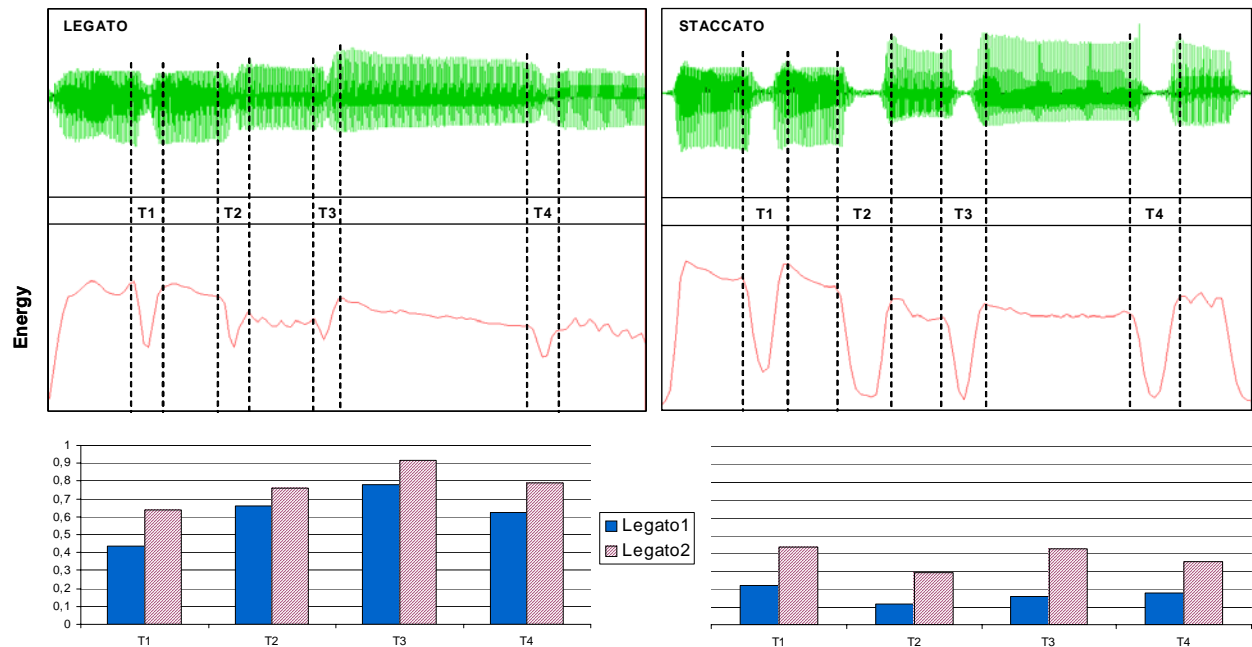 LEGATO
STACCATO
T1 T2 T3 T4
T1 T2 T3 T4
Energy
1
0,9
0,8
0,7
0,6
0,5
0,4
0,3
0,2
0,1
0
T1 T2 T3 T4
Legato1
Legato2
T1 T2 T3 T4